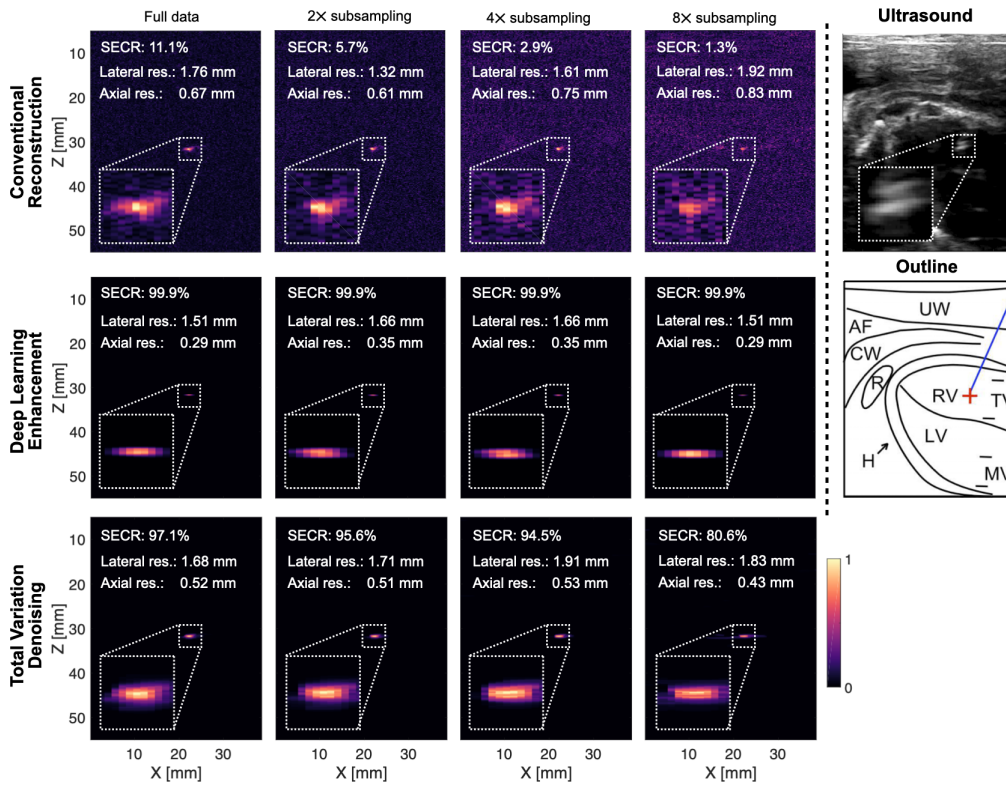 Full data
2× subsampling
4× subsampling
8× subsampling
Ultrasound
Conventional
Reconstruction
Z [mm]
10
20
30
40
50
SECR: 11.1%
Lateral res.: 1.76 mm
Axial res.: 0.67 mm
SECR: 5.7%
Lateral res.: 1.32 mm
Axial res.: 0.61 mm
SECR: 2.9%
Lateral res.: 1.61 mm
Axial res.: 0.75 mm
SECR: 1.3%
Lateral res.: 1.92 mm
Axial res.: 0.83 mm
Deep Learning
Enhancement
Z [mm]
10
20
30
40
50
SECR: 99.9%
Lateral res.: 1.51 mm
Axial res.: 0.29 mm
SECR: 99.9%
Lateral res.: 1.66 mm
Axial res.: 0.35 mm
SECR: 99.9%
Lateral res.: 1.66 mm
Axial res.: 0.35 mm
SECR: 99.9%
Lateral res.: 1.51 mm
Axial res.: 0.29 mm
Outline
UW
AF
CW
R
RV
TV
LV
H
MV
Total Variation
Denoising
Z [mm]
10
20
30
40
50
SECR: 97.1%
Lateral res.: 1.68 mm
Axial res.: 0.52 mm
SECR: 95.6%
Lateral res.: 1.71 mm
Axial res.: 0.51 mm
SECR: 94.5%
Lateral res.: 1.91 mm
Axial res.: 0.53 mm
SECR: 80.6%
Lateral res.: 1.83 mm
Axial res.: 0.43 mm
1
0
10 20 30
X [mm]
10 20 30
X [mm]
10 20 30
X [mm]
10 20 30
X [mm]